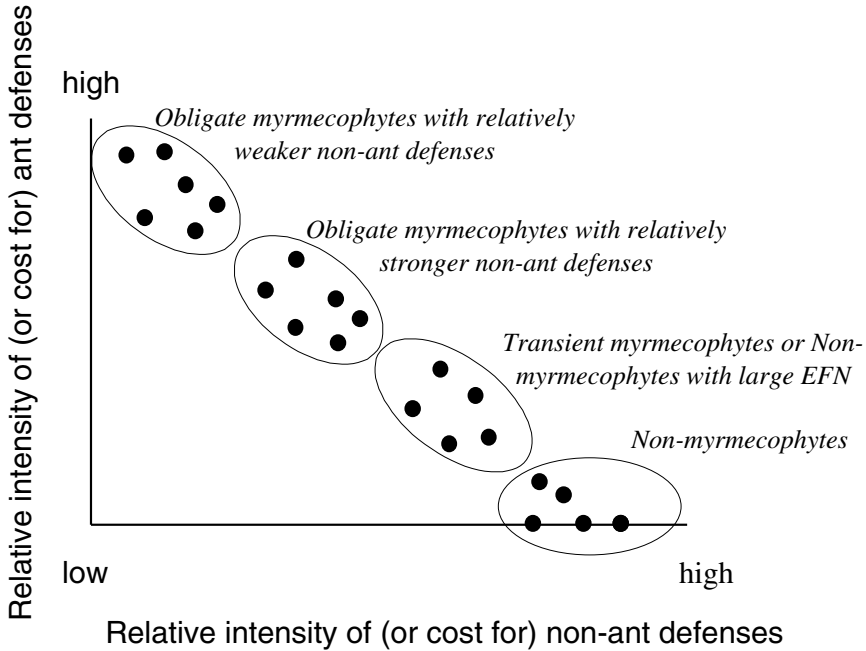 Relative intensity of (or cost for) ant defenses
high
Obligate myrmecophytes with relatively
weaker non-ant defenses
Obligate myrmecophytes with relatively
stronger non-ant defenses
Transient myrmecophytes or Non-
myrmecophytes with large EFN
Non-myrmecophytes
low
high
Relative intensity of (or cost for) non-ant defenses